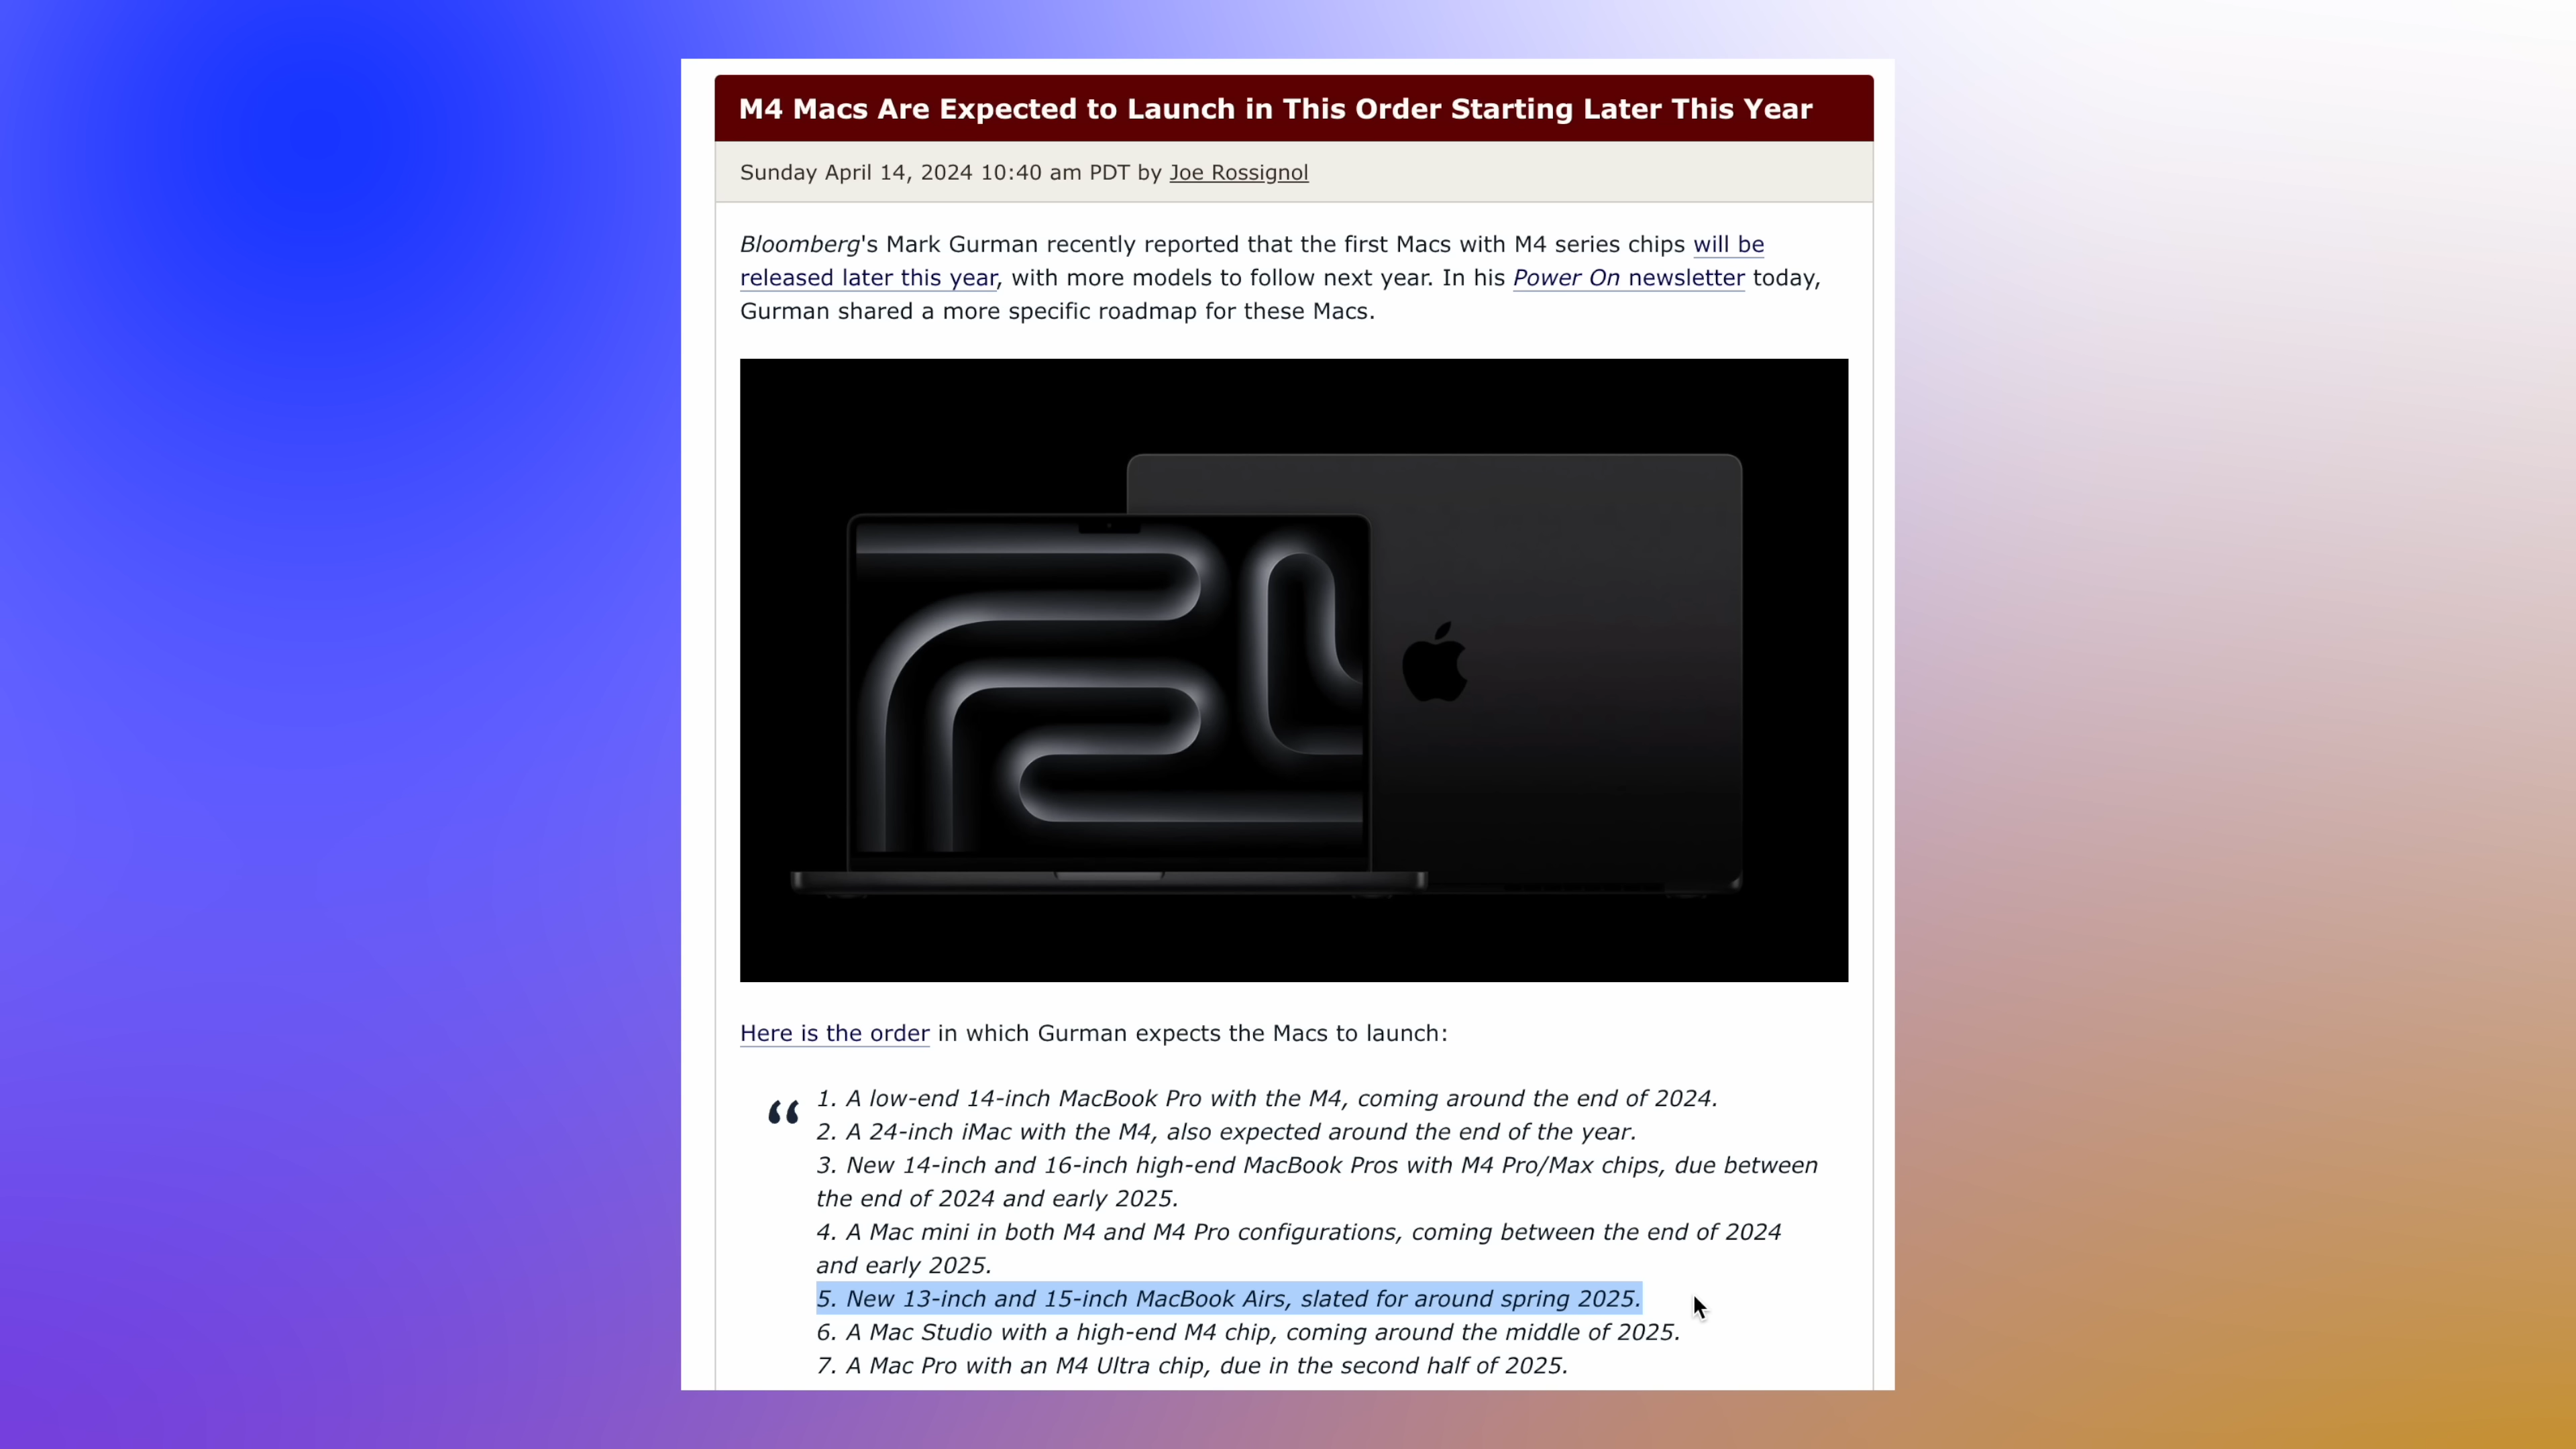 M4 Macs Are Expected to Launch in This Order Starting Later This Year
Sunday April 14, 2024 10:40 am PDT by Joe Rossignol
Bloomberg's Mark Gurman recently reported that the first Macs with M4 series chips will be
released later this year, with more models to follow next year. In his Power On newsletter today,
Gurman shared a more specific roadmap for these Macs.
Here is the order in which Gurman expects the Macs to launch:
“ 1. A low-end 14-inch MacBook Pro with the M4, coming around the end of 2024.
2. A 24-inch iMac with the M4, also expected around the end of the year.
3. New 14-inch and 16-inch high-end MacBook Pros with M4 Pro/Max chips, due between
the end of 2024 and early 2025.
4. A Mac mini in both M4 and M4 Pro configurations, coming between the end of 2024
and early 2025.
5. New 13-inch and 15-inch MacBook Airs, slated for around spring 2025.
6. A Mac Studio with a high-end M4 chip, coming around the middle of 2025.
7. A Mac Pro with an M4 Ultra chip, due in the second half of 2025.